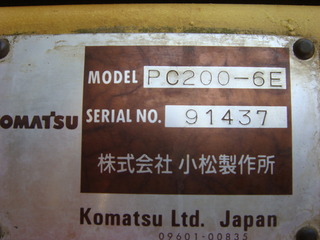 MODEL PC200-6E
KOMATSU SERIAL NO. 91437
株式会社 小松製作所
Komatsu Ltd. Japan
09601-00835